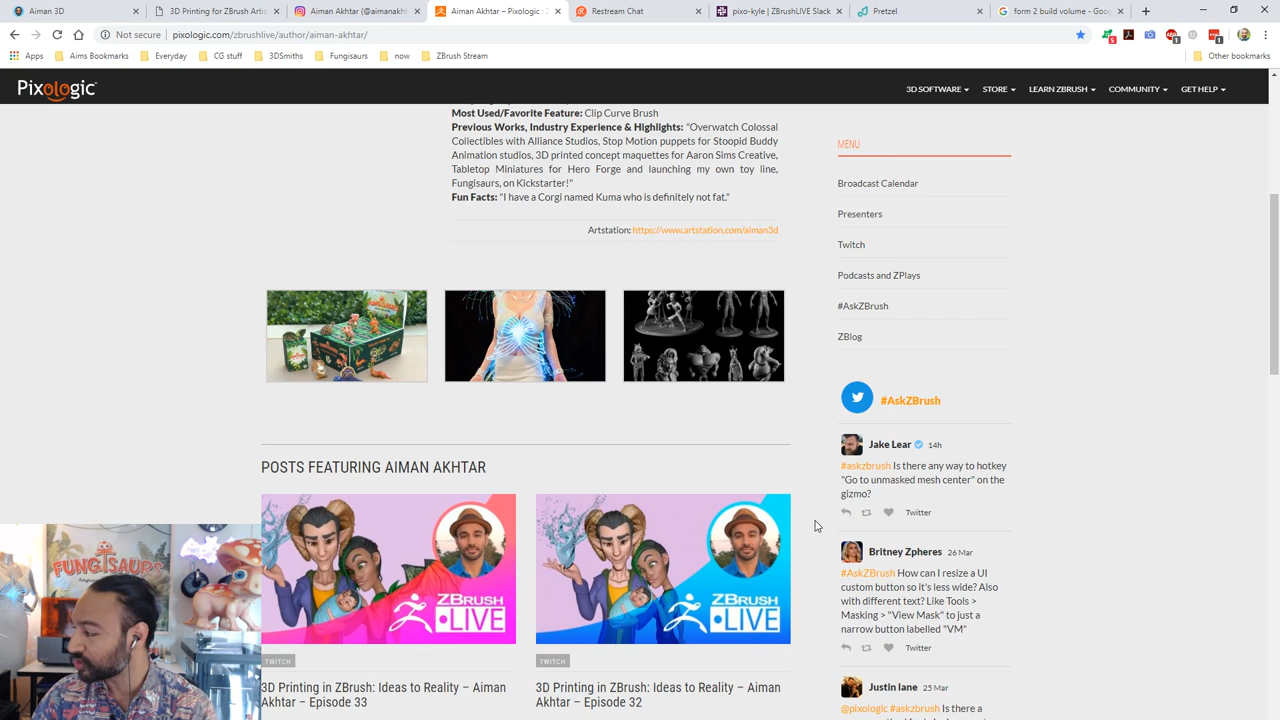 Aiman 3D
3D Printing for ZBrush Artis
Aiman Akhtar (@aimanakh
Aiman Akhtar – Pixologic : Z
Restream Chat
pixo-kyle | ZBrushLIVE Slack
Pretzel
form 2 build volume - Goog
Not secure | pixologic.com/zbrushlive/author/aiman-akhtar/
Apps
Aims Bookmarks
Everyday
CG stuff
3DSmiths
Fungisaurs
now
ZBrush Stream
Other bookmarks
Pixologic
3D SOFTWARE
STORE
LEARN ZBRUSH
COMMUNITY
GET HELP
Most Used/Favorite Feature: Clip Curve Brush
Previous Works, Industry Experience & Highlights: "Overwatch Colossal
Collectibles with Alliance Studios, Stop Motion puppets for Stoopid Buddy
Animation studios, 3D printed concept maquettes for Aaron Sims Creative,
Tabletop Miniatures for Hero Forge and launching my own toy line,
Fungisaurs, on Kickstarter!"
Fun Facts: "I have a Corgi named Kuma who is definitely not fat."
Artstation: https://www.artstation.com/aiman3d
FUNGISAURS
POSTS FEATURING AIMAN AKHTAR
ZBRUSH
LIVE
ZBRUSH
LIVE
TWITCH
TWITCH
3D Printing in ZBrush: Ideas to Reality – Aiman
Akhtar – Episode 33
3D Printing in ZBrush: Ideas to Reality – Aiman
Akhtar – Episode 32
MENU
Broadcast Calendar
Presenters
Twitch
Podcasts and ZPlays
#AskZBrush
ZBlog
#AskZBrush
Jake Lear 14h
#askzbrush Is there any way to hotkey
"Go to unmasked mesh center" on the
gizmo?
Twitter
Britney Zpheres 26 Mar
#AskZBrush How can I resize a UI
custom button so it's less wide? Also
with different text? Like Tools >
Masking > "View Mask" to just a
narrow button labelled "VM"
Twitter
Justin lane 25 Mar
@pixologic #askzbrush Is there a
FUNGISAURS